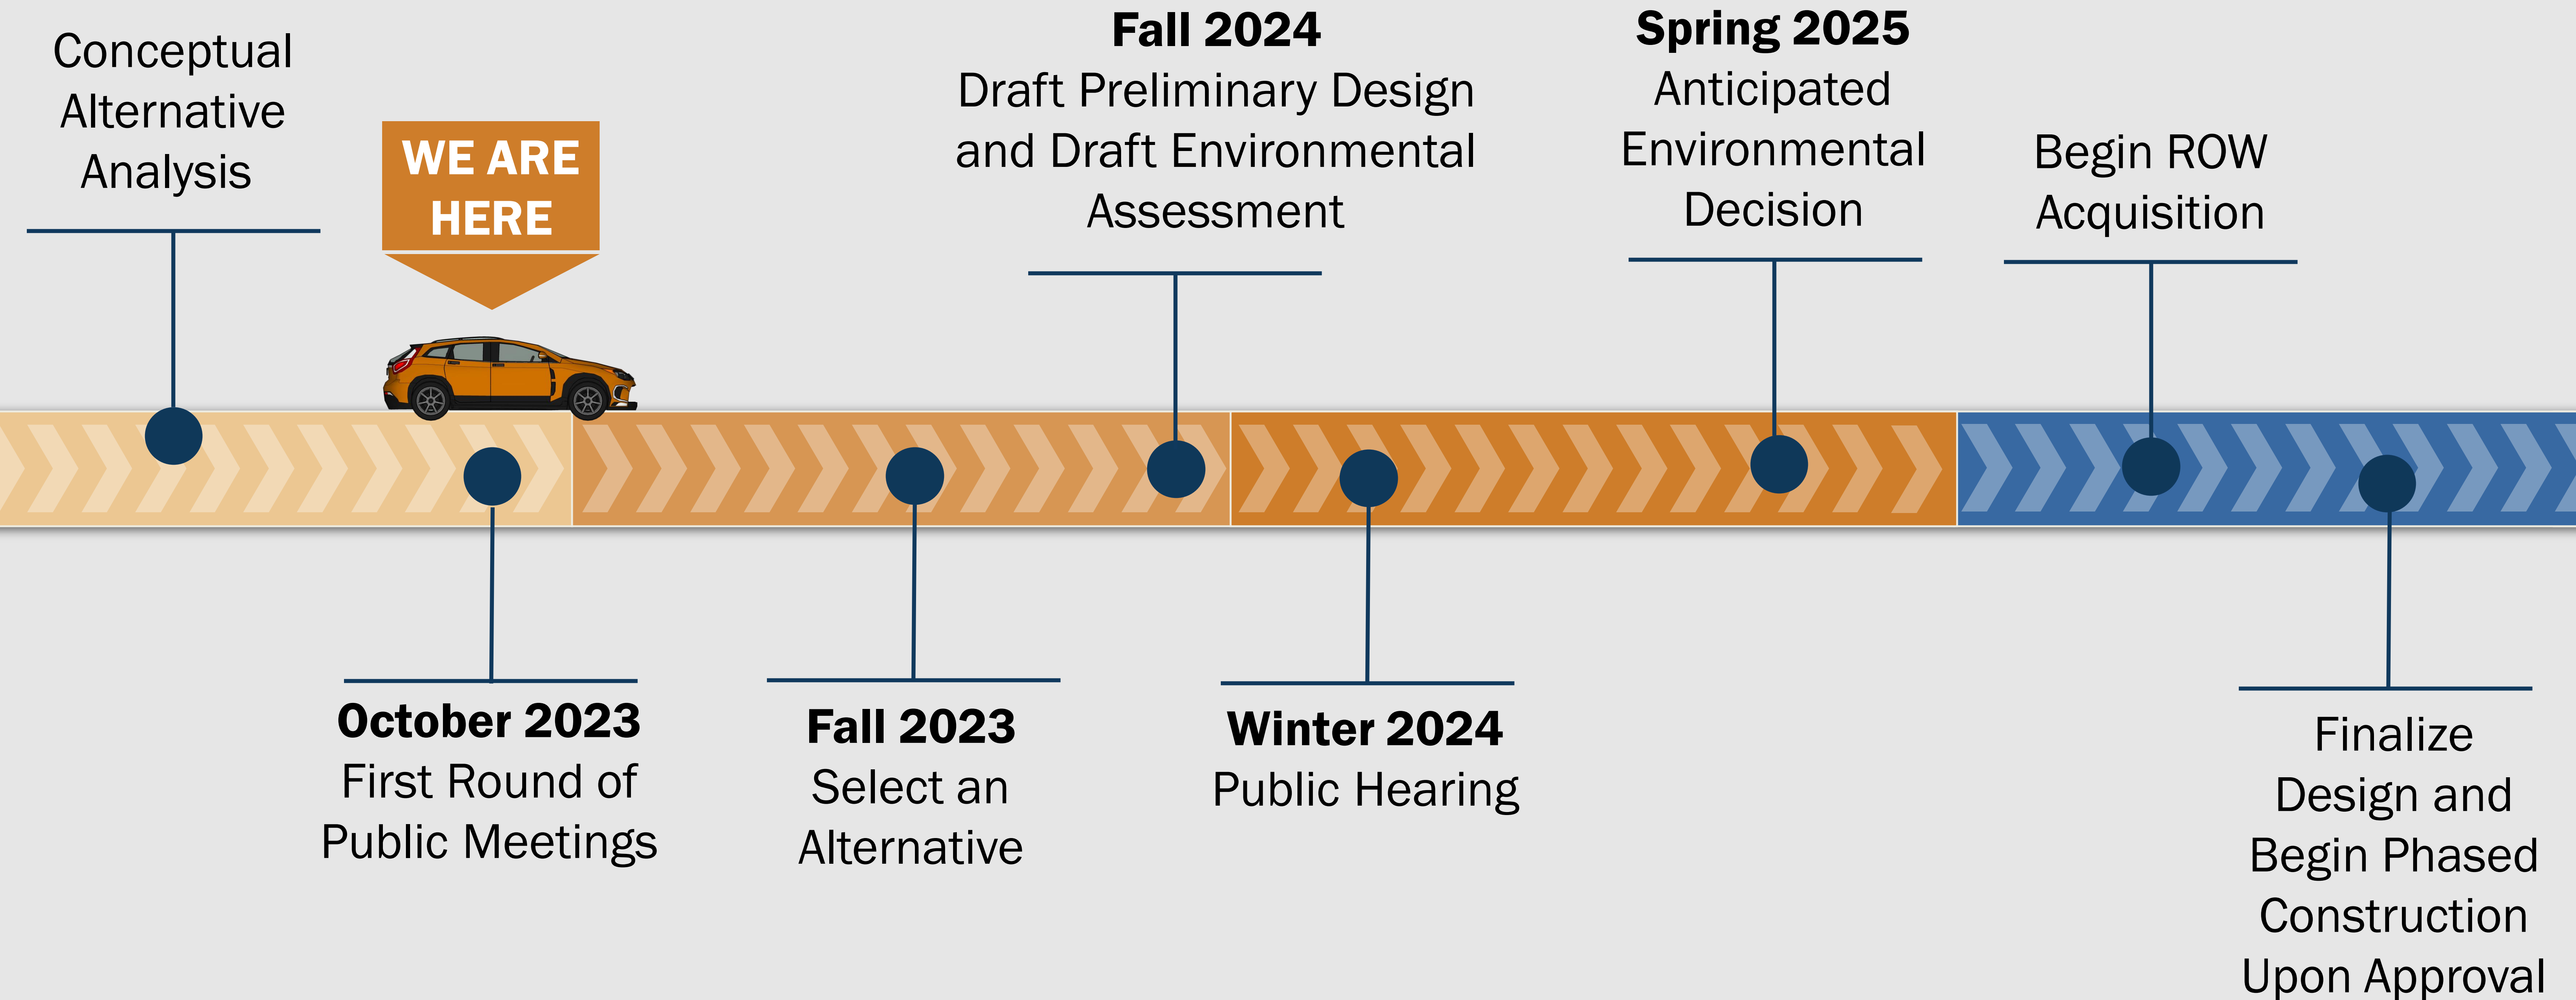 Conceptual
Alternative
Analysis
WE ARE
HERE
October 2023
First Round of
Public Meetings
Fall 2023
Select an
Alternative
Fall 2024
Draft Preliminary Design
and Draft Environmental
Assessment
Winter 2024
Public Hearing
Spring 2025
Anticipated
Environmental
Decision
Begin ROW
Acquisition
Finalize
Design and
Begin Phased
Construction
Upon Approval